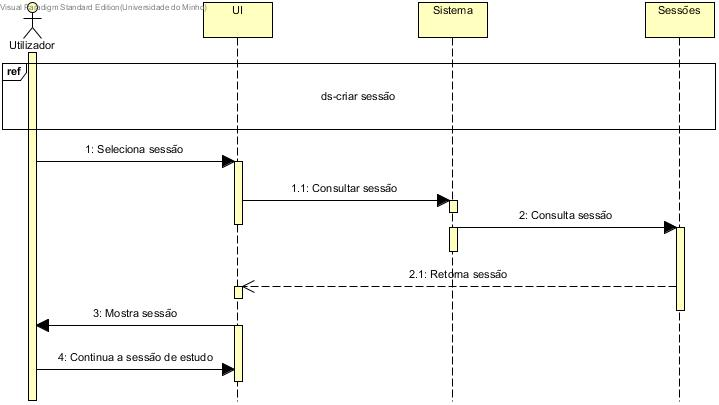 Visual Paradigm Standard Edition(Universidade do Minho)
UI
Sistema
Sessões
Utilizador
ref
ds-criar sessão
1: Seleciona sessão
1.1: Consultar sessão
2: Consulta sessão
2.1: Retorna sessão
3: Mostra sessão
4: Continua a sessão de estudo